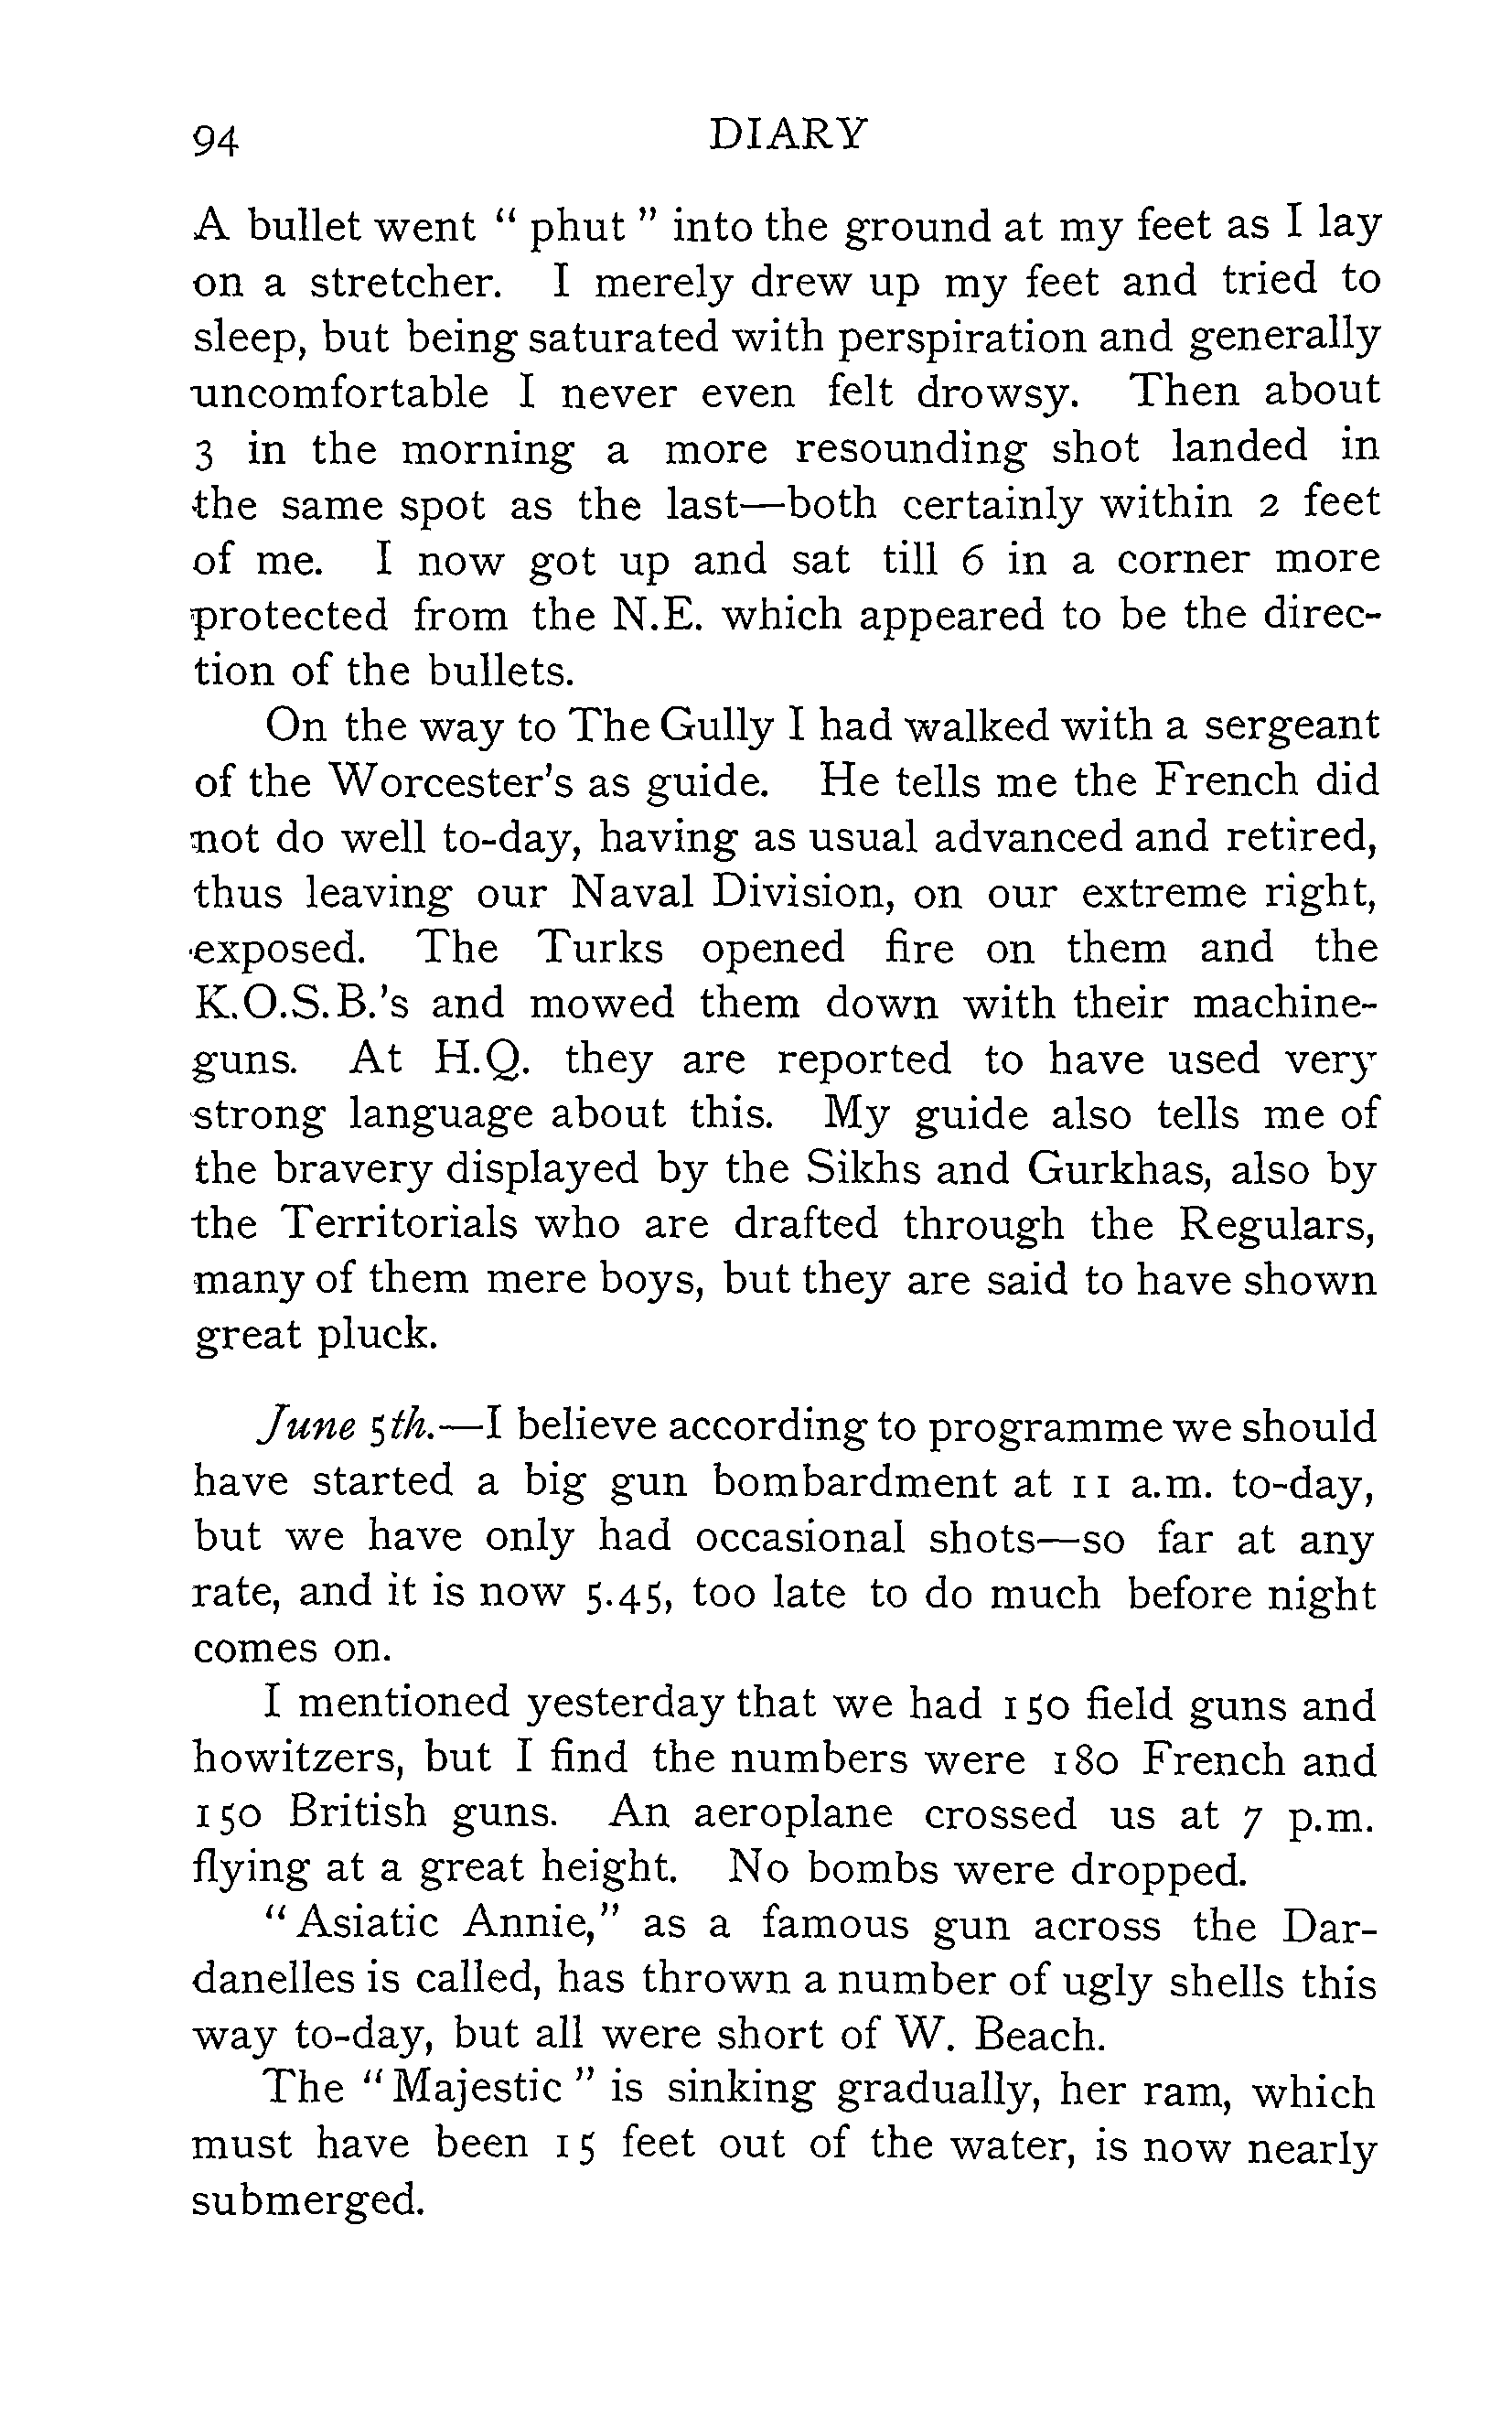 94 DIARY
A bullet went “ phut ” into the ground at my feet as I lay
on a stretcher. I merely drew up my feet and tried to
sleep, but being saturated with perspiration and generally
uncomfortable I never even felt drowsy. Then about
3 in the morning a more resounding shot landed in
the same spot as the last—both certainly within 2 feet
of me. I now got up and sat till 6 in a corner more
protected from the N.E. which appeared to be the direc-
tion of the bullets.
On the way to The Gully I had walked with a sergeant
of the Worcester’s as guide. He tells me the French did
not do well to-day, having as usual advanced and retired,
thus leaving our Naval Division, on our extreme right,
exposed. The Turks opened fire on them and the
K.O.S.B.’s and mowed them down with their machine-
guns. At H.Q. they are reported to have used very
strong language about this. My guide also tells me of
the bravery displayed by the Sikhs and Gurkhas, also by
the Territorials who are drafted through the Regulars,
many of them mere boys, but they are said to have shown
great pluck.
June 5th.—I believe according to programme we should
have started a big gun bombardment at 11 a.m. to-day,
but we have only had occasional shots—so far at any
rate, and it is now 5.45, too late to do much before night
comes on.
I mentioned yesterday that we had 150 field guns and
howitzers, but I find the numbers were 180 French and
150 British guns. An aeroplane crossed us at 7 p.m.
flying at a great height. No bombs were dropped.
“ Asiatic Annie,” as a famous gun across the Dar-
danelles is called, has thrown a number of ugly shells this
way to-day, but all were short of W. Beach.
The “ Majestic ” is sinking gradually, her ram, which
must have been 15 feet out of the water, is now nearly
submerged.